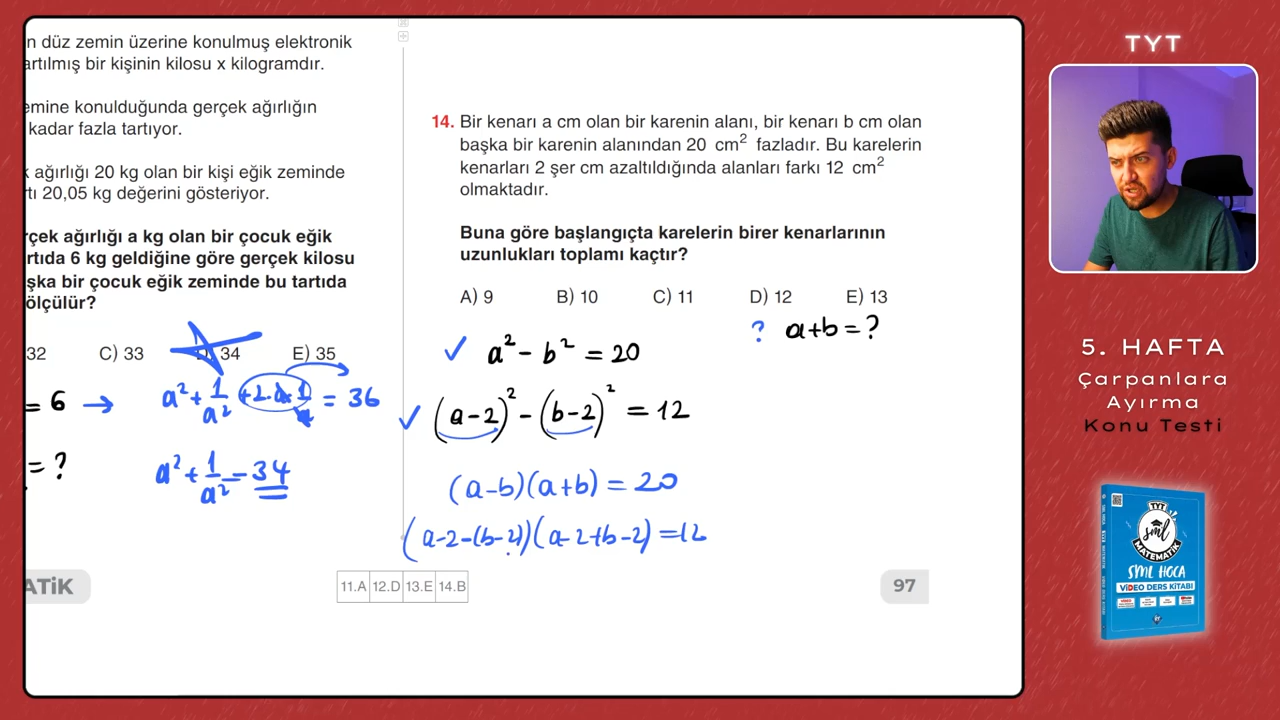 n düz zemin üzerine konulmuş elektronik
artılmış bir kişinin kilosu x kilogramdır.
emine konulduğunda gerçek ağırlığın
kadar fazla tartıyor.
k ağırlığı 20 kg olan bir kişi eğik zeminde
rtı 20,05 kg değerini gösteriyor.
rçek ağırlığı a kg olan bir çocuk eğik
artıda 6 kg geldiğine göre gerçek kilosu
şka bir çocuk eğik zeminde bu tartıda
ölçülür?
32 C) 33 34 E) 35
= 6 → a² + 1/a² + 2.a.1/a = 36
= ? a² + 1/a² = 34
14. Bir kenarı a cm olan bir karenin alanı, bir kenarı b cm olan
başka bir karenin alanından 20 cm² fazladır. Bu karelerin
kenarları 2 şer cm azaltıldığında alanları farkı 12 cm²
olmaktadır.
Buna göre başlangıçta karelerin birer kenarlarının
uzunlukları toplamı kaçtır?
A) 9 B) 10 C) 11 D) 12 E) 13
? a+b = ?
✓ a² - b² = 20
✓ (a-2)² - (b-2)² = 12
(a-b)(a+b) = 20
(a-2-(b-2))(a-2+b-2) = 12
ATİK
11.A 12.D 13.E 14.B
97
TYT
5. HAFTA
Çarpanlara
Ayırma
Konu Testi
TYT
sml
MATEMATİK
SML HOCA
VİDEO DERS KİTABI